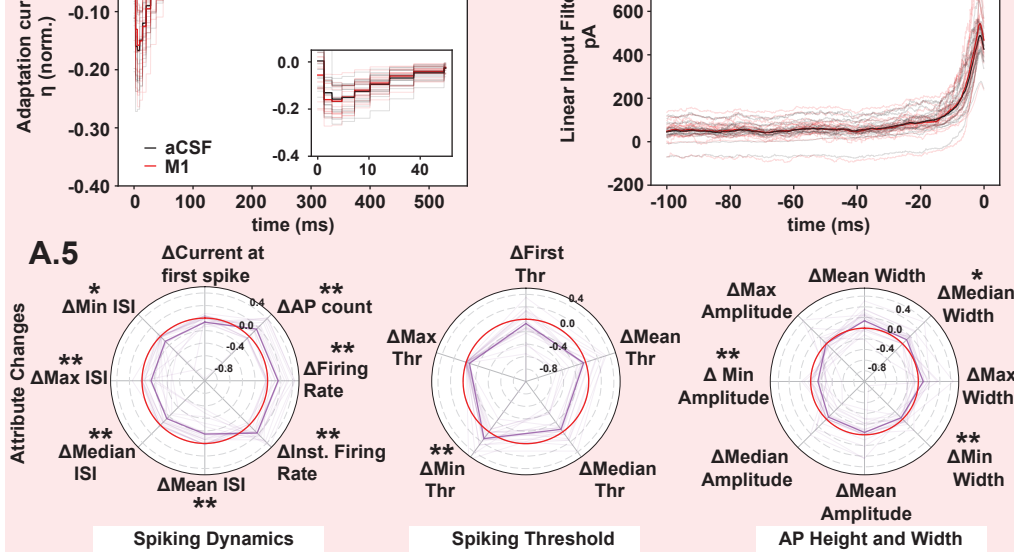 Adaptation cur
η (norm.)
-0.10
-0.20
-0.30
-0.40
0.0
-0.2
-0.4
0 10 40
aCSF
M1
0 100 200 300 400 500
time (ms)
Linear Input Filte
pA
600
400
200
0
-200
-100 -80 -60 -40 -20 0
time (ms)
A.5
Attribute Changes
ΔCurrent at
first spike
**
ΔAP count
**
ΔFiring
Rate
**
ΔInst. Firing
Rate
ΔMean ISI
**
**
ΔMedian
ISI
**
ΔMax ISI
*
ΔMin ISI
0.4
0.0
-0.4
-0.8
Spiking Dynamics
ΔFirst
Thr
ΔMean
Thr
ΔMedian
Thr
**
ΔMin
Thr
ΔMax
Thr
0.4
0.0
-0.4
-0.8
Spiking Threshold
ΔMean Width
*
ΔMedian
Width
ΔMax
Width
**
ΔMin
Width
ΔMean
Amplitude
ΔMedian
Amplitude
**
Δ Min
Amplitude
ΔMax
Amplitude
0.4
0.0
-0.4
-0.8
AP Height and Width